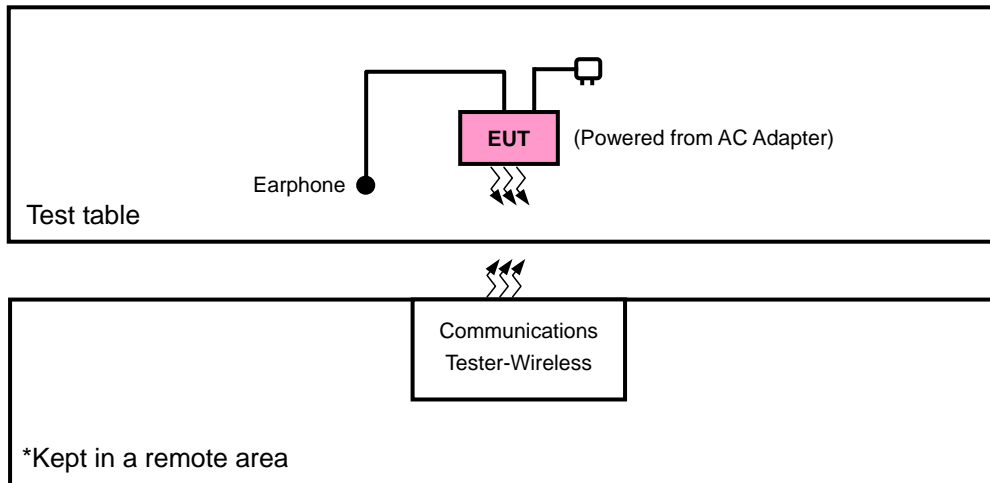 EUT
(Powered from AC Adapter)
Earphone
Test table
Communications
Tester-Wireless
*Kept in a remote area